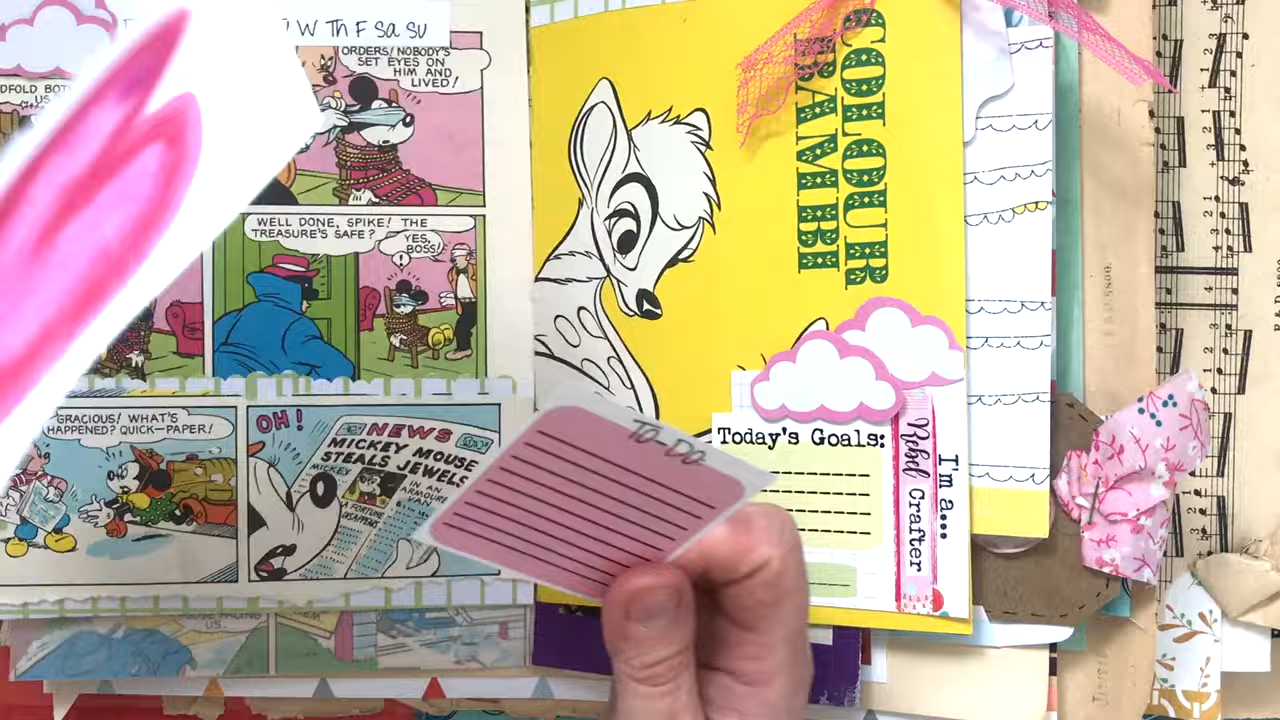 W Th F Sa Su
ORDERS! NOBODY'S
SET EYES ON
HIM AND
LIVED!
WELL DONE, SPIKE! THE
TREASURE'S SAFE?
YES,
BOSS!
!
GRACIOUS! WHAT'S
HAPPENED? QUICK-PAPER!
OH!
NEWS
MICKEY MOUSE
STEALS JEWELS
MICKEY
IN AN
ARMOURED
VAN
A FORTUNE
DISAPPEARS
COLOUR
BAMBI
TO-DO
Today's Goals:
I'm a...
Rebel Crafter
US.